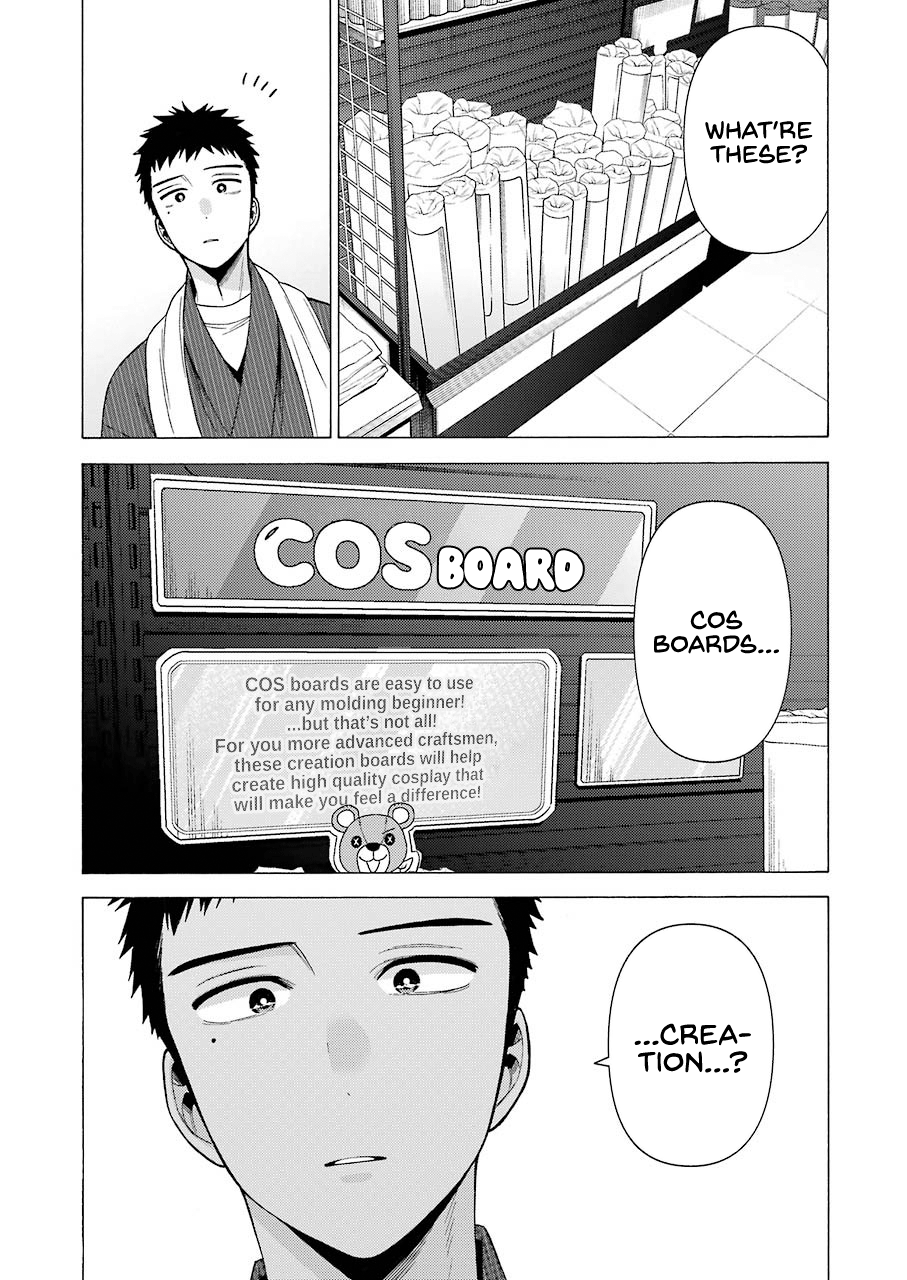 WHAT'RE
THESE?
COS BOARD
COS
BOARDS...
COS boards are easy to use
for any molding beginner!
...but that's not all!
For you more advanced craftsmen,
these creation boards will help
create high quality cosplay that
will make you feel a difference!
...CREA-
TION...?